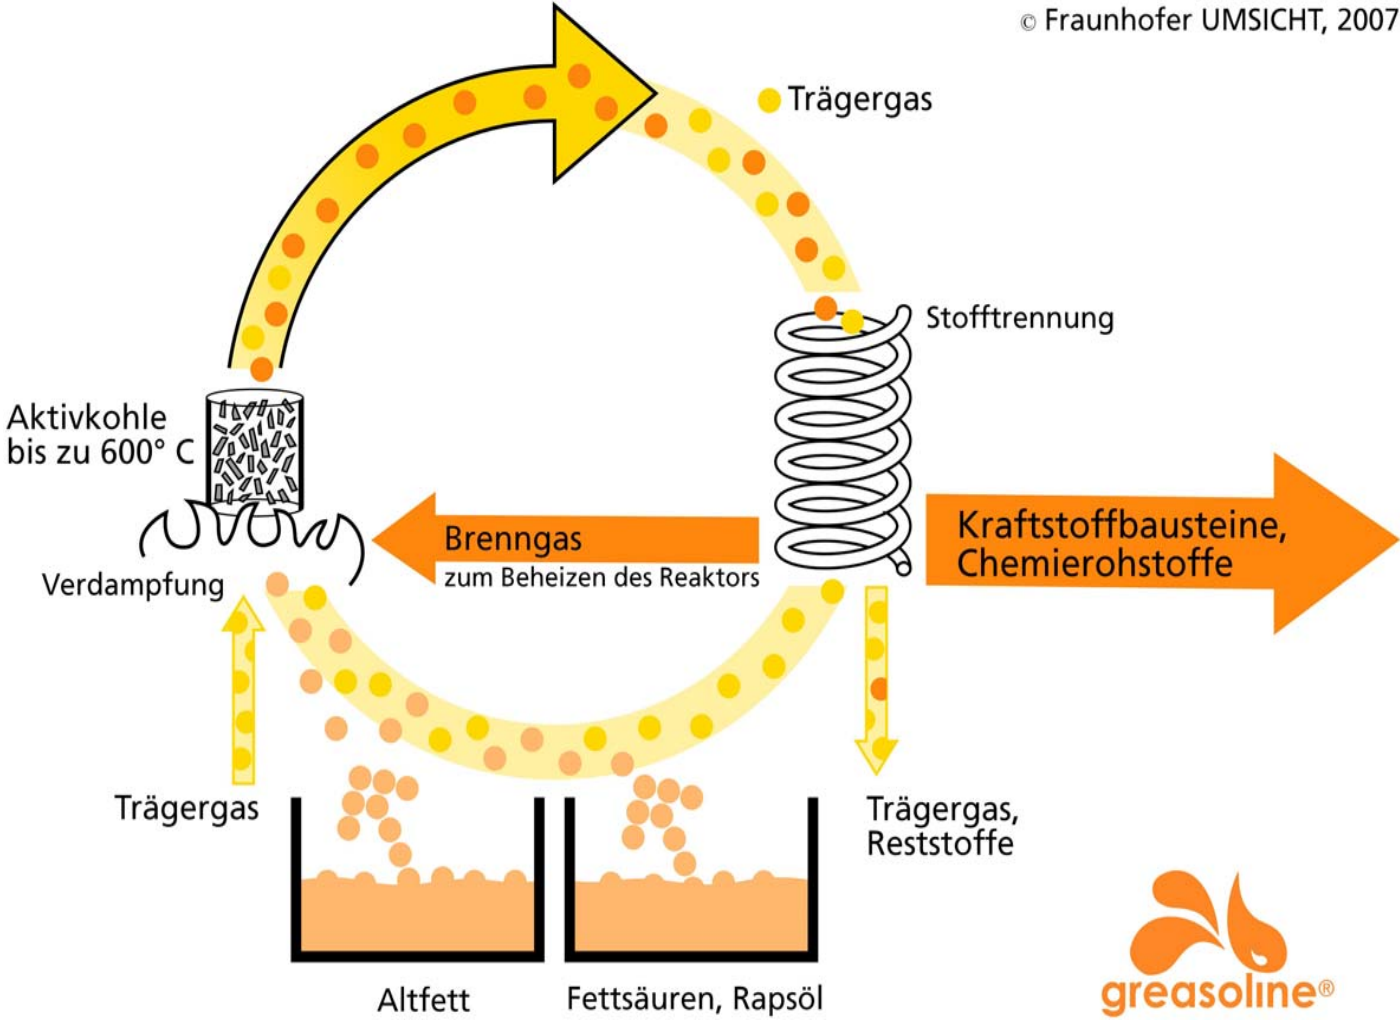 © Fraunhofer UMSICHT, 2007
Trägergas
Stofftrennung
Aktivkohle
bis zu 600° C
Brenngas
zum Beheizen des Reaktors
Kraftstoffbausteine,
Chemierohstoffe
Verdampfung
Trägergas
Trägergas,
Reststoffe
Altfett
Fettsäuren, Rapsöl
greasoline®